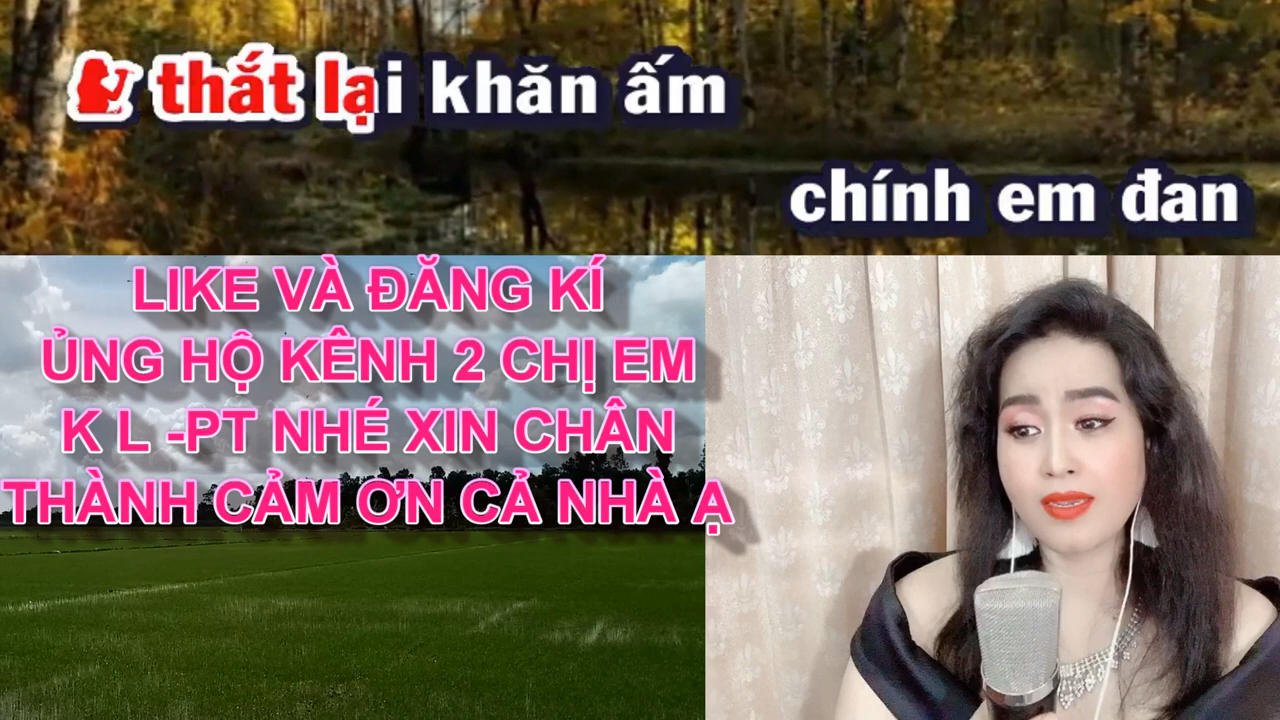 thắt lại khăn ấm
chính em đan
LIKE VÀ ĐĂNG KÍ
ỦNG HỘ KÊNH 2 CHỊ EM
K L -PT NHÉ XIN CHÂN
THÀNH CẢM ƠN CẢ NHÀ Ạ